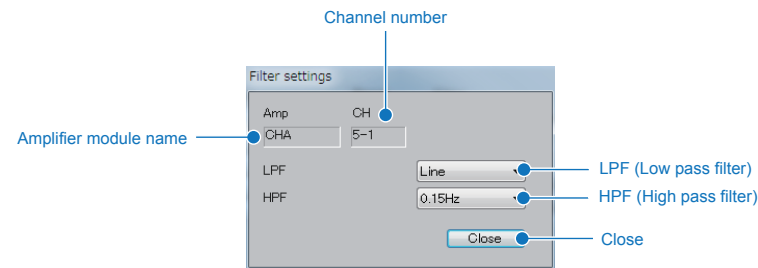 Channel number
Filter settings
Amp CH
Amplifier module name CHA 5-1
LPF Line LPF (Low pass filter)
HPF 0.15Hz HPF (High pass filter)
Close Close